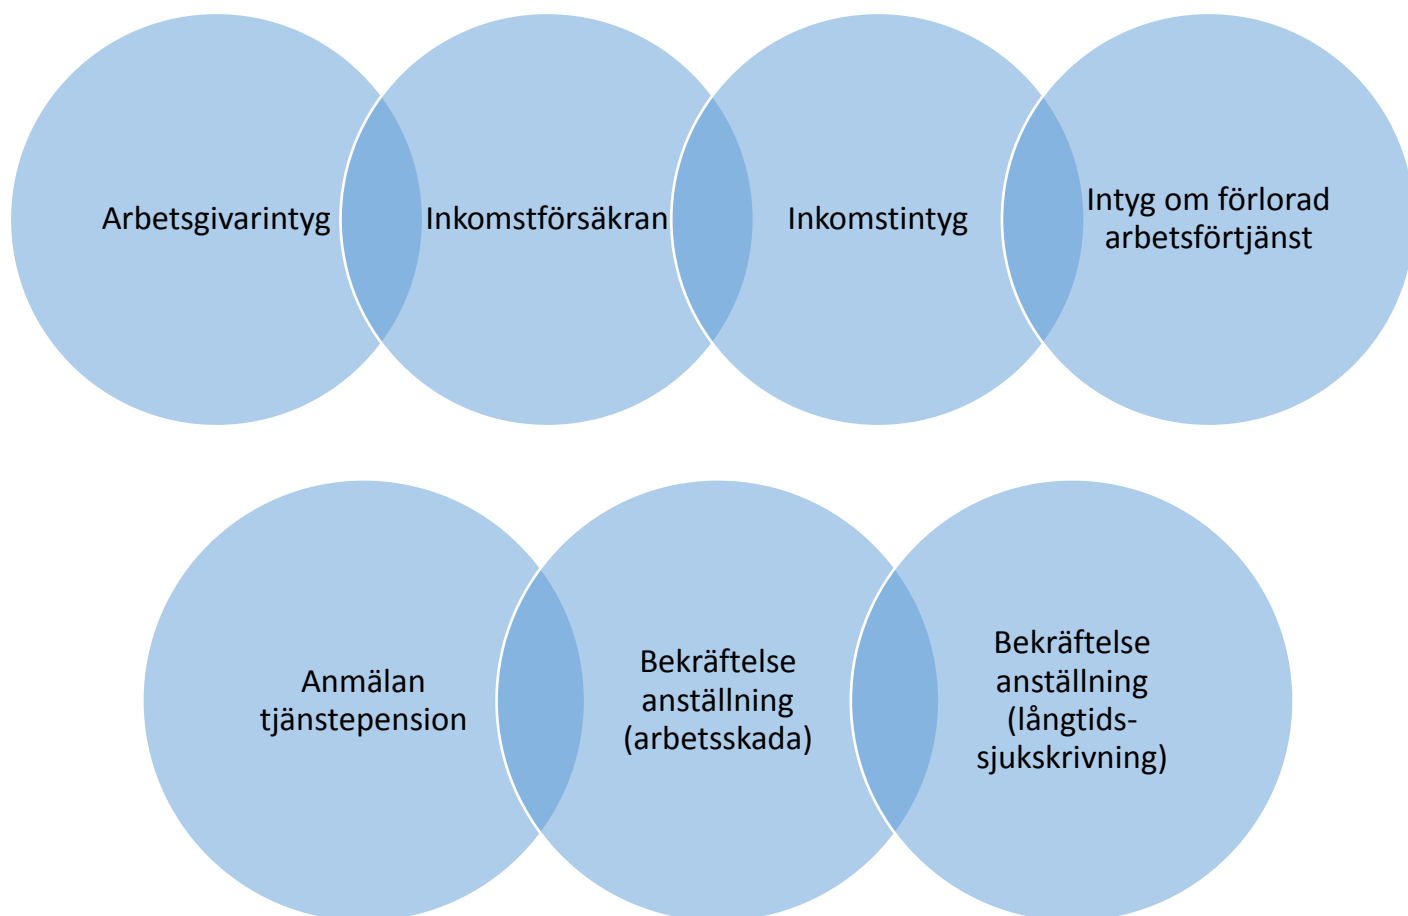 Arbetsgivarintyg
Inkomstförsäkran
Inkomstintyg
Intyg om förlorad
arbetsförtjänst
Anmälan
tjänstepension
Bekräftelse
anställning
(arbetsskada)
Bekräftelse
anställning
(långtids-
sjukskrivning)